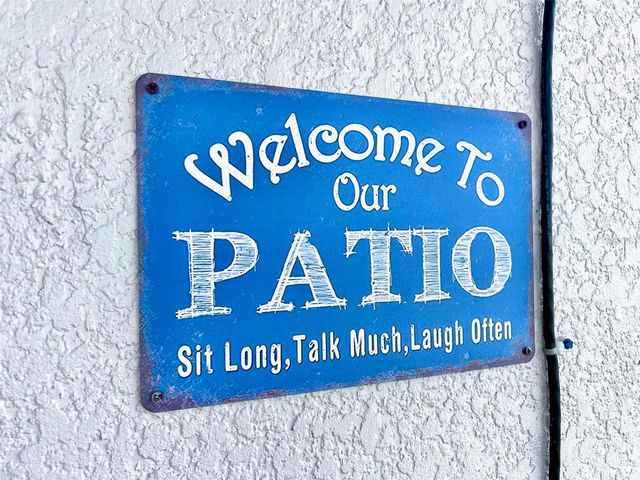 Welcome To
Our
PATIO
Sit Long,Talk Much,Laugh Often